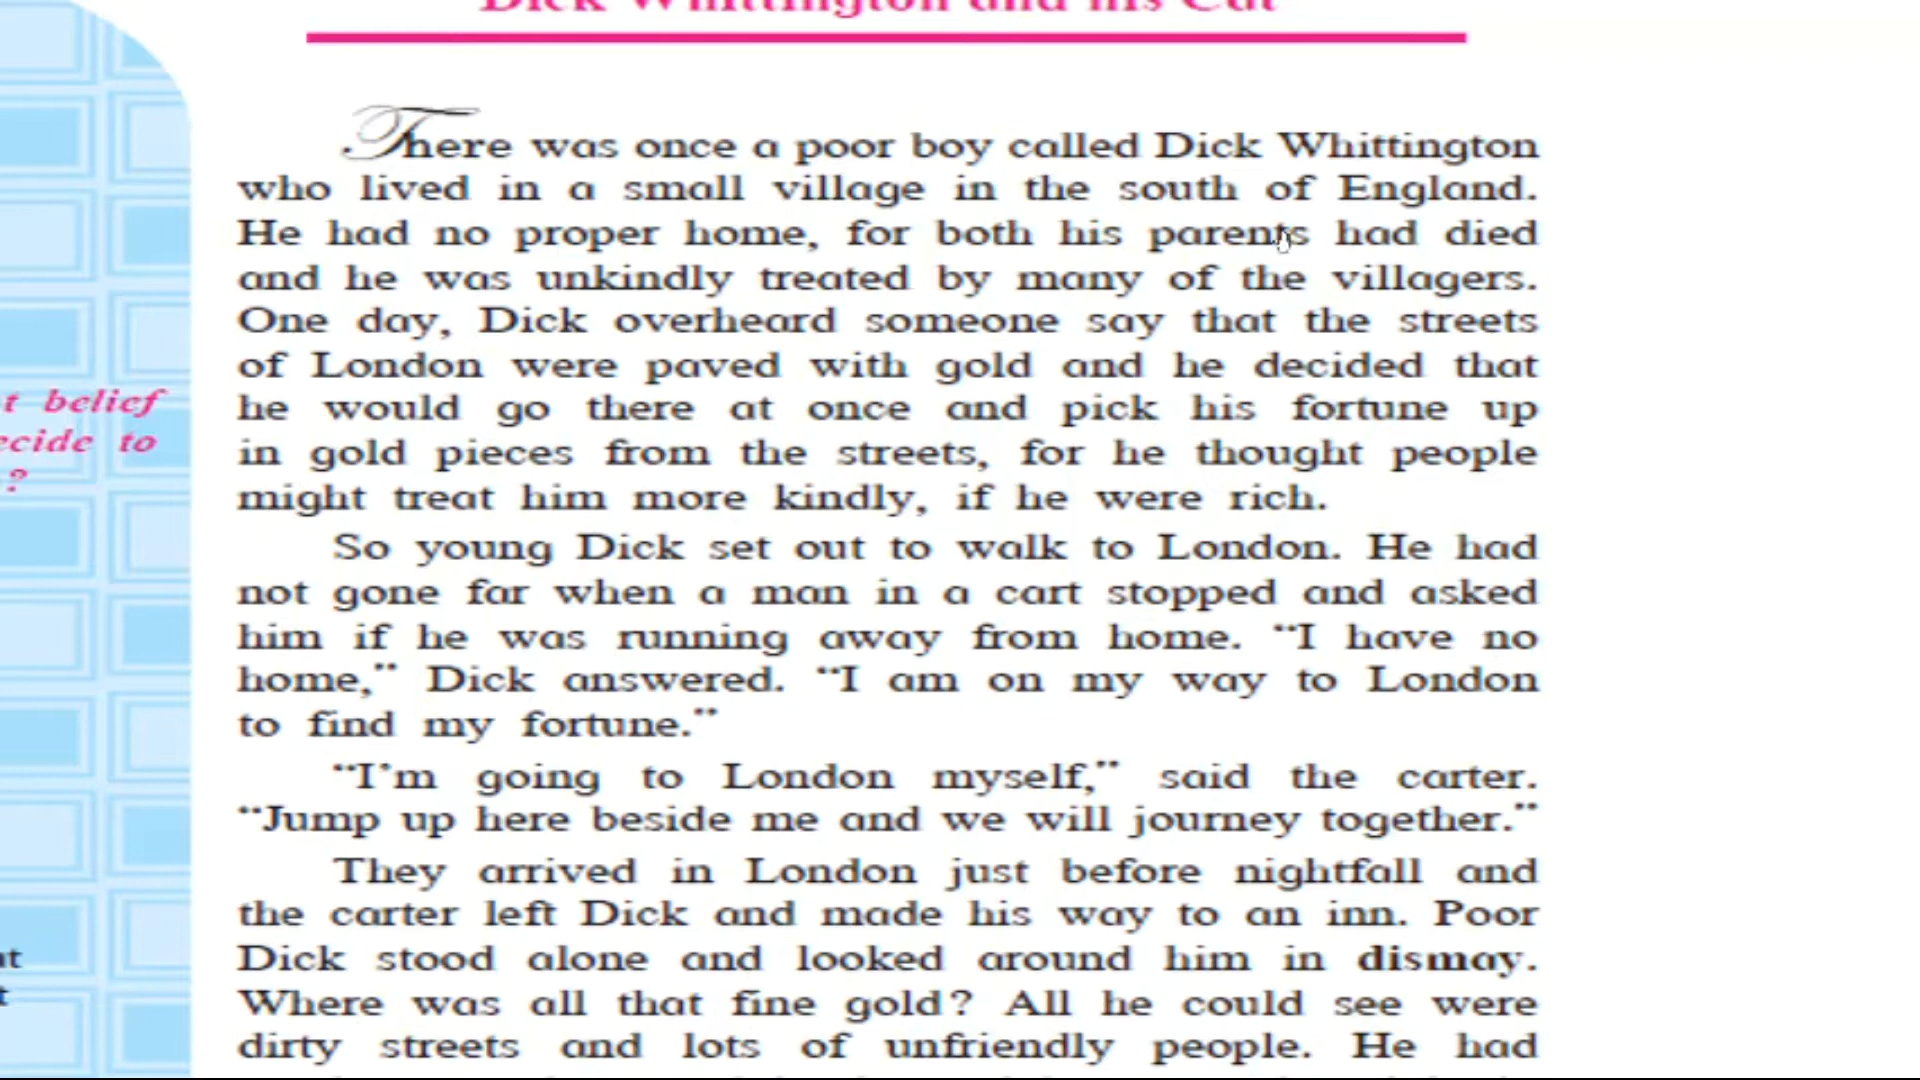 Dick Whittington and his Cat
There was once a poor boy called Dick Whittington
who lived in a small village in the south of England.
He had no proper home, for both his parents had died
and he was unkindly treated by many of the villagers.
One day, Dick overheard someone say that the streets
of London were paved with gold and he decided that
he would go there at once and pick his fortune up
in gold pieces from the streets, for he thought people
might treat him more kindly, if he were rich.
So young Dick set out to walk to London. He had
not gone far when a man in a cart stopped and asked
him if he was running away from home. “I have no
home,” Dick answered. “I am on my way to London
to find my fortune.”
“I’m going to London myself,” said the carter.
“Jump up here beside me and we will journey together.”
They arrived in London just before nightfall and
the carter left Dick and made his way to an inn. Poor
Dick stood alone and looked around him in dismay.
Where was all that fine gold? All he could see were
dirty streets and lots of unfriendly people. He had
t belief
ecide to
?